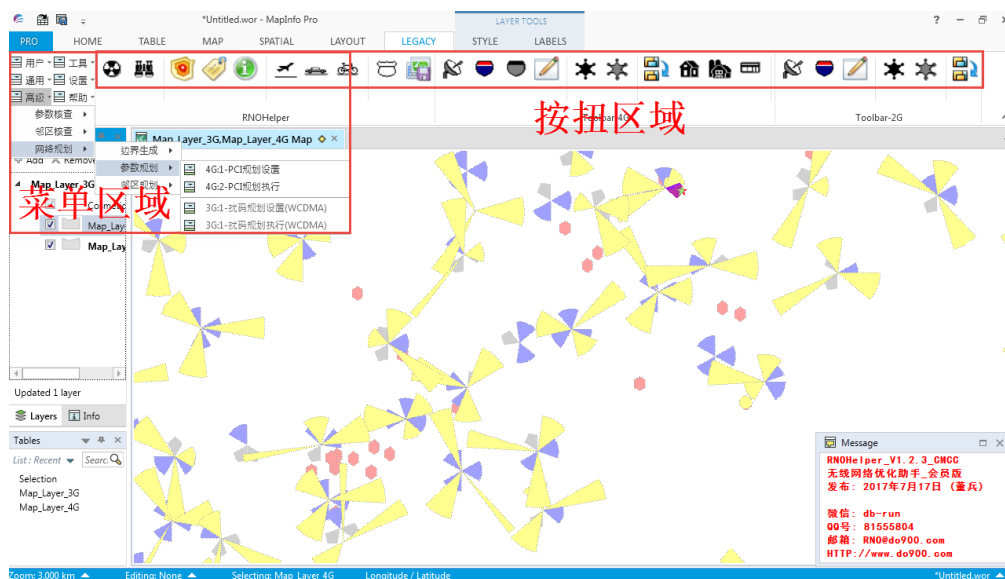 *Untitled.wor - MapInfo Pro
LAYER TOOLS
PRO HOME TABLE MAP SPATIAL LAYOUT LEGACY STYLE LABELS
用户 工具
通用 设置
高级 帮助
RNOHelper
Toolbar-4G
Toolbar-2G
按扭区域
参数核查
邻区核查
网络规划
边界生成
参数规划
邻区规划
4G:1-PCI规划设置
4G:2-PCI规划执行
3G:1-扰码规划设置(WCDMA)
3G:1-扰码规划执行(WCDMA)
Map_Layer_3G,Map_Layer_4G Map
Add Remove
Map_Layer_3G
菜单区域
Map_Lay
Map_Lay
Updated 1 layer
Layers Info
Tables
List: Recent Searc
Selection
Map_Layer_3G
Map_Layer_4G
Message
RNOHelper_V1.2.3_CMCC
无线网络优化助手_会员版
发布: 2017年7月17日 (董兵)
微信: db-run
QQ号: 81555804
邮箱: RNO@do900.com
HTTP://www.do900.com
Zoom: 3.000 km Editing: None Selecting: Map_Layer_4G Longitude / Latitude *Untitled.wor